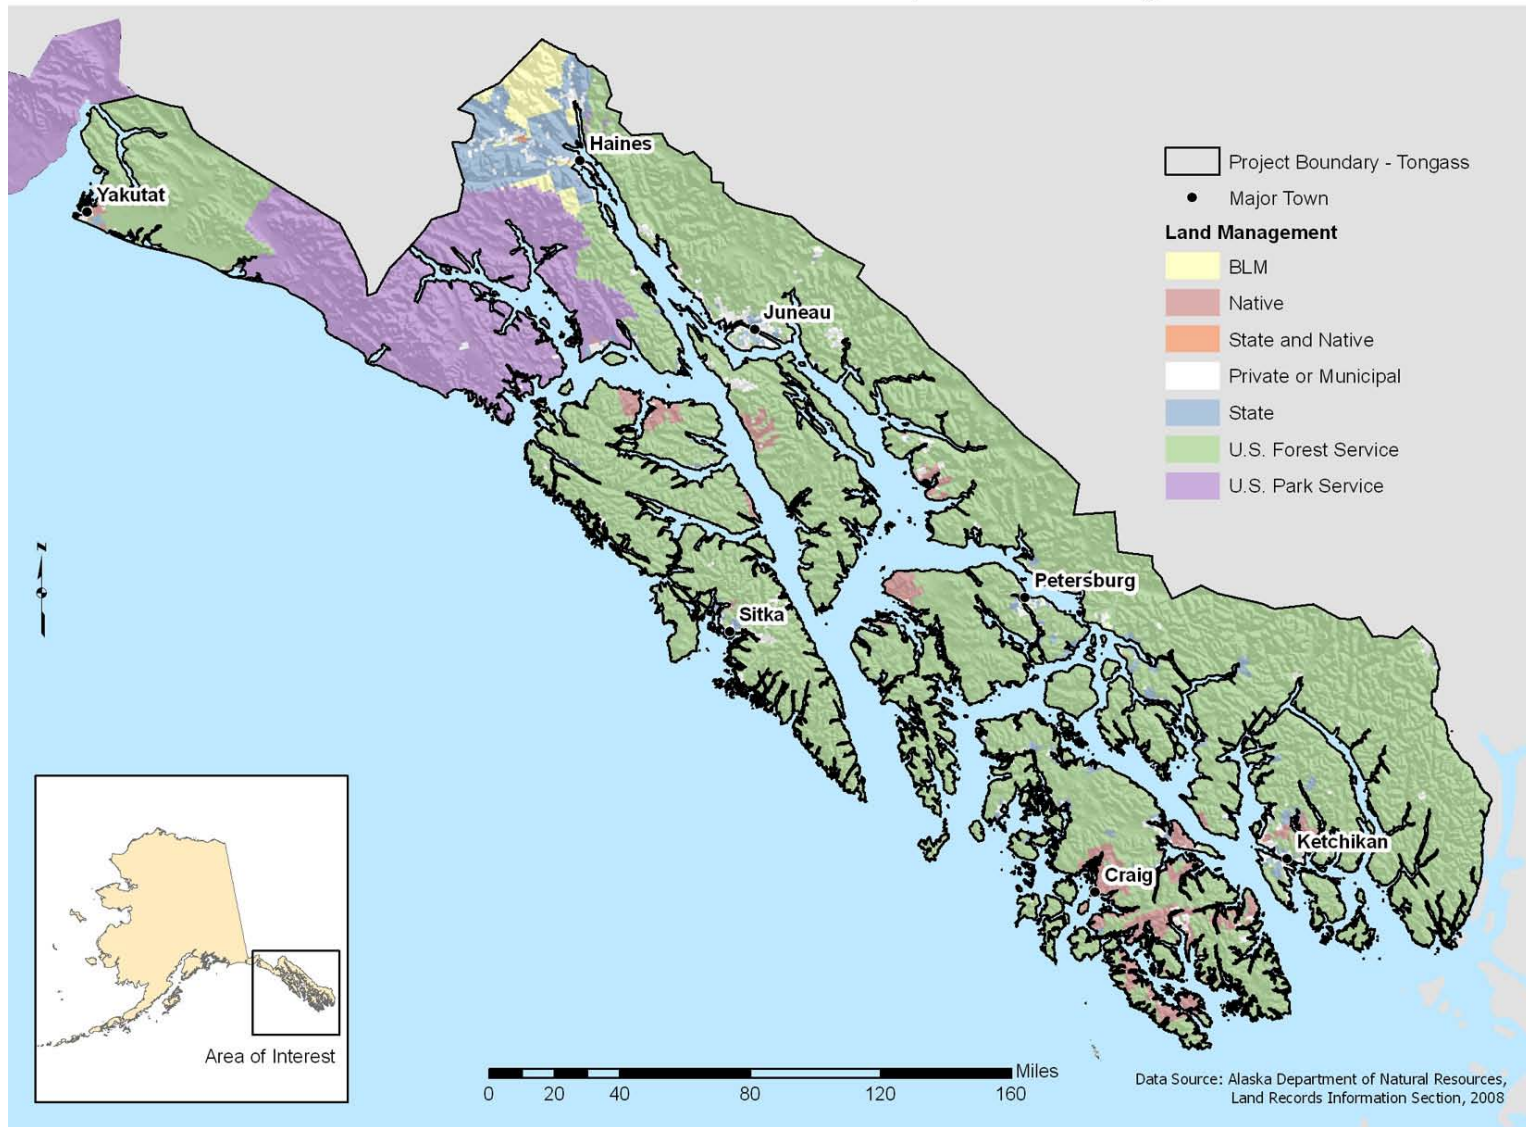 Haines
Yakutat
Juneau
Petersburg
Sitka
Ketchikan
Craig
Project Boundary - Tongass
Major Town
Land Management
BLM
Native
State and Native
Private or Municipal
State
U.S. Forest Service
U.S. Park Service
N
Area of Interest
Miles
0 20 40 80 120 160
Data Source: Alaska Department of Natural Resources,
Land Records Information Section, 2008